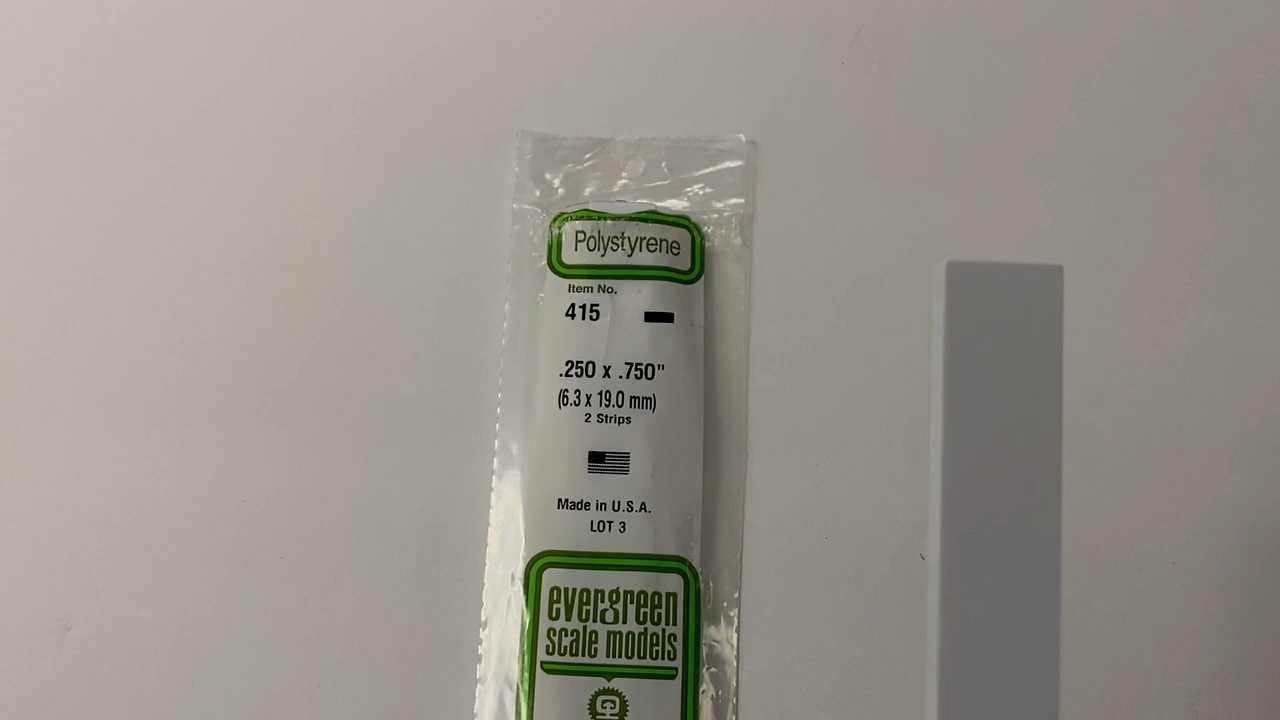 Polystyrene
Item No.
415
.250 x .750"
(6.3 x 19.0 mm)
2 Strips
Made in U.S.A.
LOT 3
evergreen
scale models